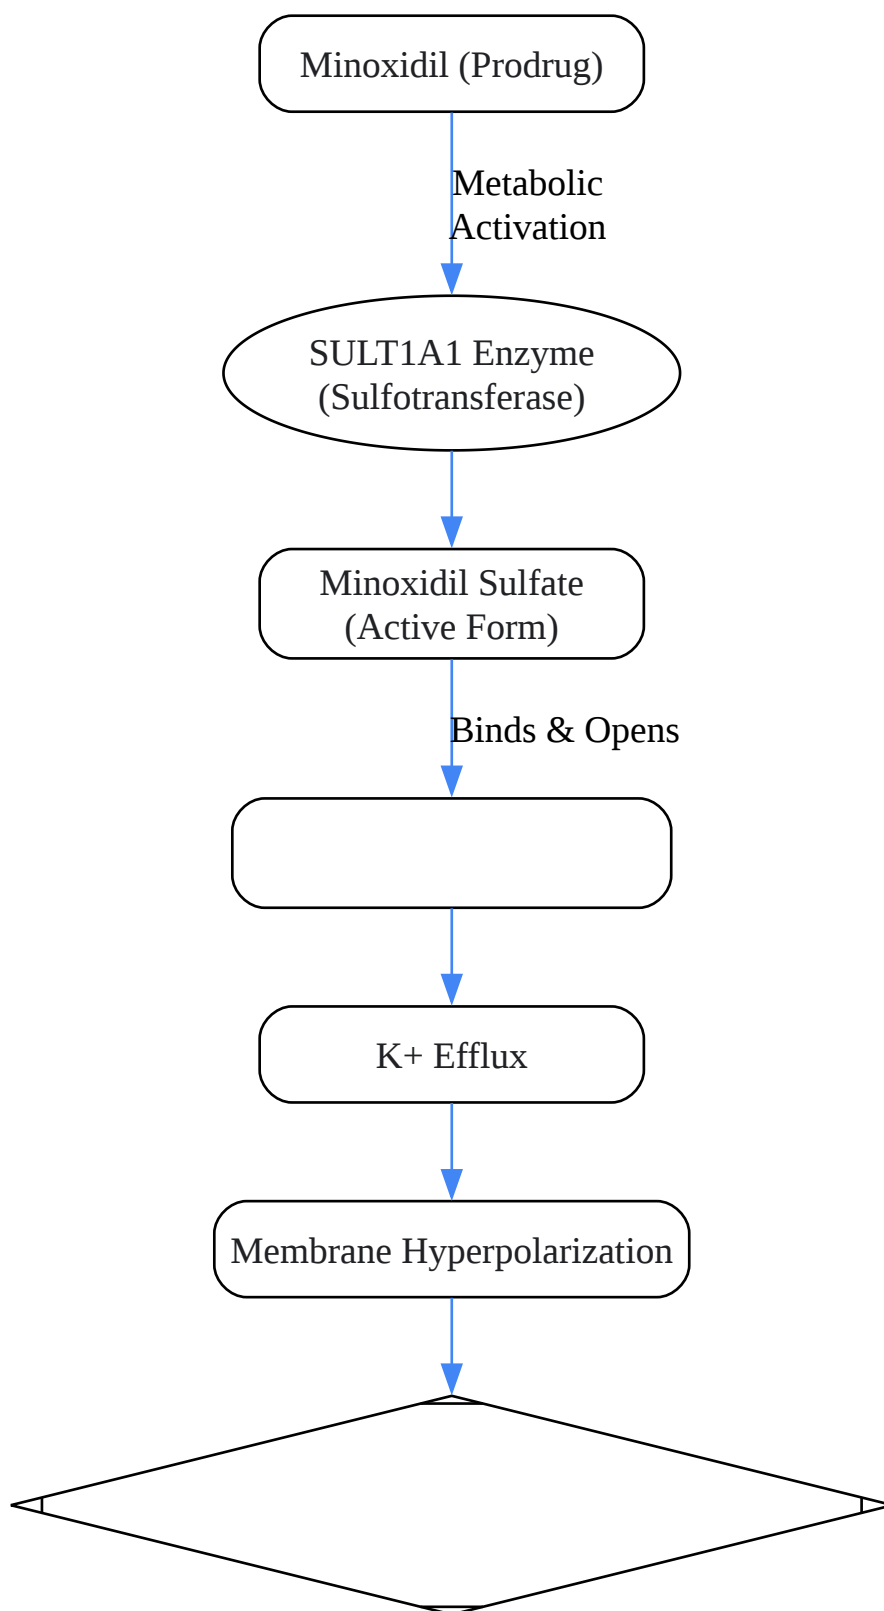 Minoxidil (Prodrug)
Metabolic
Activation
SULT1A1 Enzyme
(Sulfotransferase)
Minoxidil Sulfate
(Active Form)
Binds & Opens
K+ Efflux
Membrane Hyperpolarization